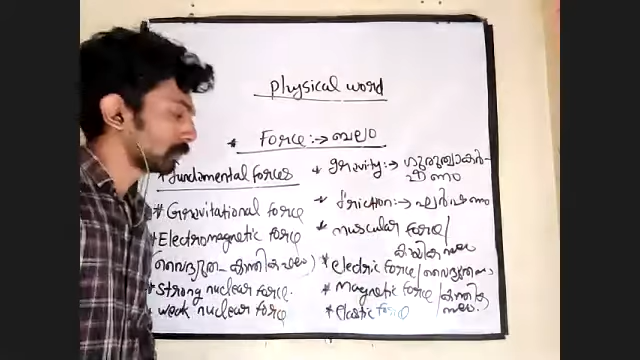 physical word
* Force :→ ബലം
* fundamental forces
* Gravitational force
* Electromagnetic force
(വൈദ്യുത-കാന്തിക ബലം)
* Strong nuclear force.
* weak nuclear force
* gravity :→ ഗുരുത്വാകർ-
ഷണം
* friction :→ ഘർഷണം
* muscular force/
കായിക ബലം
* Electric force/വൈദ്യുതബലം
* Magnetic force/കാന്തിക
ബലം.
* Elastic force